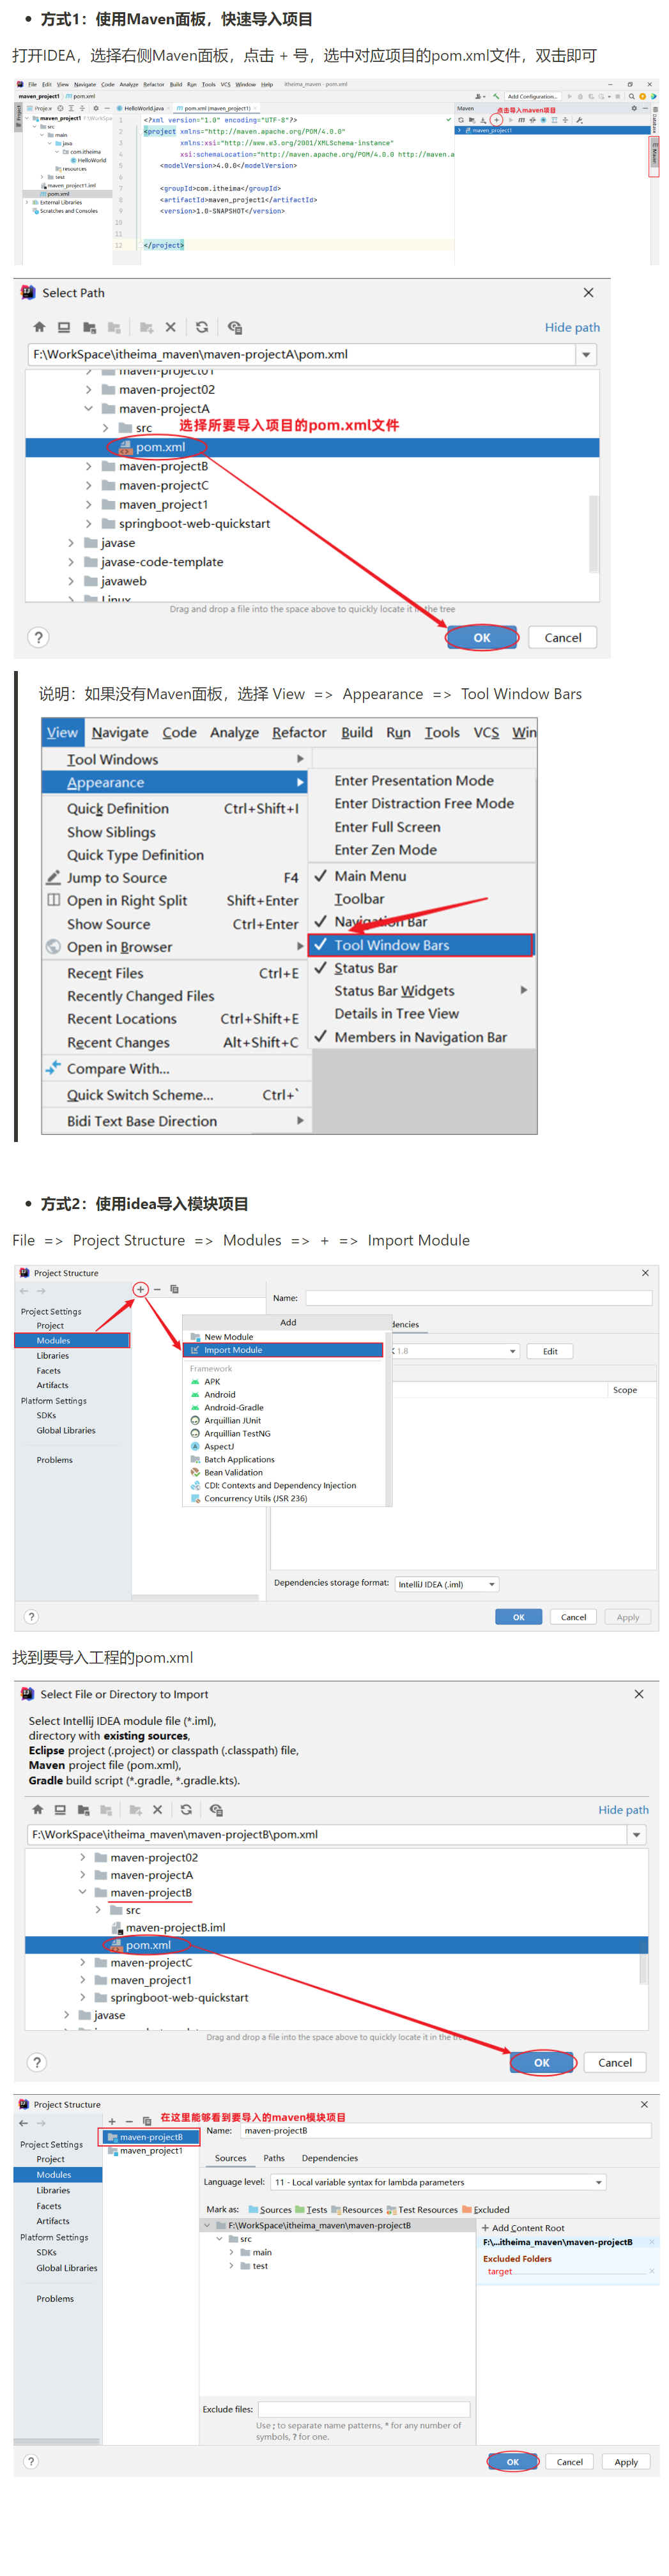 方式1：使用Maven面板，快速导入项目
打开IDEA，选择右侧Maven面板，点击 + 号，选中对应项目的pom.xml文件，双击即可
File Edit View Navigate Code Analyze Refactor Build Run Tools VCS Window Help itheima_maven - pom.xml
maven_project1 pom.xml Add Configuration...
Project HelloWorld.java pom.xml (maven_project1) Maven 点击导入maven项目
maven_project1 F:\WorkSpa
src
main
java
com.itheima
HelloWorld
resources
test
maven_project1.iml
pom.xml
External Libraries
Scratches and Consoles
1 <?xml version="1.0" encoding="UTF-8"?>
2 <project xmlns="http://maven.apache.org/POM/4.0.0"
3 xmlns:xsi="http://www.w3.org/2001/XMLSchema-instance"
4 xsi:schemaLocation="http://maven.apache.org/POM/4.0.0 http://maven.a
5 <modelVersion>4.0.0</modelVersion>
6
7 <groupId>com.itheima</groupId>
8 <artifactId>maven_project1</artifactId>
9 <version>1.0-SNAPSHOT</version>
10
11
12 </project>
maven_project1
Database
Maven
Select Path
Hide path
F:\WorkSpace\itheima_maven\maven-projectA\pom.xml
maven-project01
maven-project02
maven-projectA
src
选择所要导入项目的pom.xml文件
pom.xml
maven-projectB
maven-projectC
maven_project1
springboot-web-quickstart
javase
javase-code-template
javaweb
Linux
Drag and drop a file into the space above to quickly locate it in the tree
? OK Cancel
说明：如果没有Maven面板，选择 View => Appearance => Tool Window Bars
View Navigate Code Analyze Refactor Build Run Tools VCS Win
Tool Windows
Appearance
Quick Definition Ctrl+Shift+I
Show Siblings
Quick Type Definition
Jump to Source F4
Open in Right Split Shift+Enter
Show Source Ctrl+Enter
Open in Browser
Recent Files Ctrl+E
Recently Changed Files
Recent Locations Ctrl+Shift+E
Recent Changes Alt+Shift+C
Compare With...
Quick Switch Scheme... Ctrl+`
Bidi Text Base Direction
Enter Presentation Mode
Enter Distraction Free Mode
Enter Full Screen
Enter Zen Mode
Main Menu
Toolbar
Navigation Bar
Tool Window Bars
Status Bar
Status Bar Widgets
Details in Tree View
Members in Navigation Bar
方式2：使用idea导入模块项目
File => Project Structure => Modules => + => Import Module
Project Structure
Project Settings
Project
Modules
Libraries
Facets
Artifacts
Platform Settings
SDKs
Global Libraries
Problems
Name:
Add
New Module
Import Module
Framework
APK
Android
Android-Gradle
Arquillian JUnit
Arquillian TestNG
AspectJ
Batch Applications
Bean Validation
CDI: Contexts and Dependency Injection
Concurrency Utils (JSR 236)
dencies
1.8 Edit
Scope
Dependencies storage format: IntelliJ IDEA (.iml)
? OK Cancel Apply
找到要导入工程的pom.xml
Select File or Directory to Import
Select Intellij IDEA module file (*.iml),
directory with existing sources,
Eclipse project (.project) or classpath (.classpath) file,
Maven project file (pom.xml),
Gradle build script (*.gradle, *.gradle.kts).
Hide path
F:\WorkSpace\itheima_maven\maven-projectB\pom.xml
maven-project02
maven-projectA
maven-projectB
src
maven-projectB.iml
pom.xml
maven-projectC
maven_project1
springboot-web-quickstart
javase
Drag and drop a file into the space above to quickly locate it in the tree
? OK Cancel
Project Structure
在这里能够看到要导入的maven模块项目
Project Settings
Project
Modules
Libraries
Facets
Artifacts
Platform Settings
SDKs
Global Libraries
Problems
maven-projectB
maven_project1
Name: maven-projectB
Sources Paths Dependencies
Language level: 11 - Local variable syntax for lambda parameters
Mark as: Sources Tests Resources Test Resources Excluded
F:\WorkSpace\itheima_maven\maven-projectB
src
main
test
+ Add Content Root
F:\...itheima_maven\maven-projectB
Excluded Folders
target
Exclude files:
Use ; to separate name patterns, * for any number of
symbols, ? for one.
? OK Cancel Apply